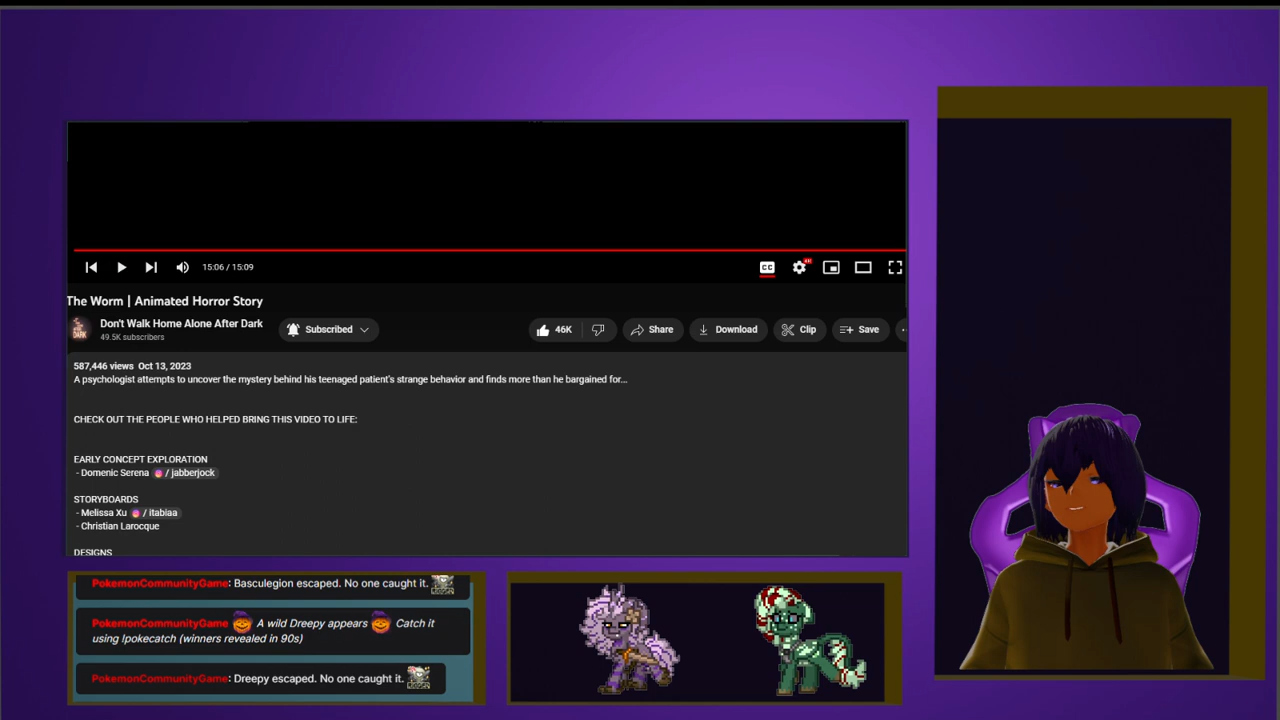 15:06 / 15:09
CC
The Worm | Animated Horror Story
DARK
Don't Walk Home Alone After Dark
49.5K subscribers
Subscribed
46K
Share
Download
Clip
Save
587,446 views Oct 13, 2023
A psychologist attempts to uncover the mystery behind his teenaged patient's strange behavior and finds more than he bargained for...
CHECK OUT THE PEOPLE WHO HELPED BRING THIS VIDEO TO LIFE:
EARLY CONCEPT EXPLORATION
- Domenic Serena / jabberjock
STORYBOARDS
- Melissa Xu / itabiaa
- Christian Larocque
DESIGNS
PokemonCommunityGame: Basculegion escaped. No one caught it.
PokemonCommunityGame: A wild Dreepy appears Catch it
using !pokecatch (winners revealed in 90s)
PokemonCommunityGame: Dreepy escaped. No one caught it.